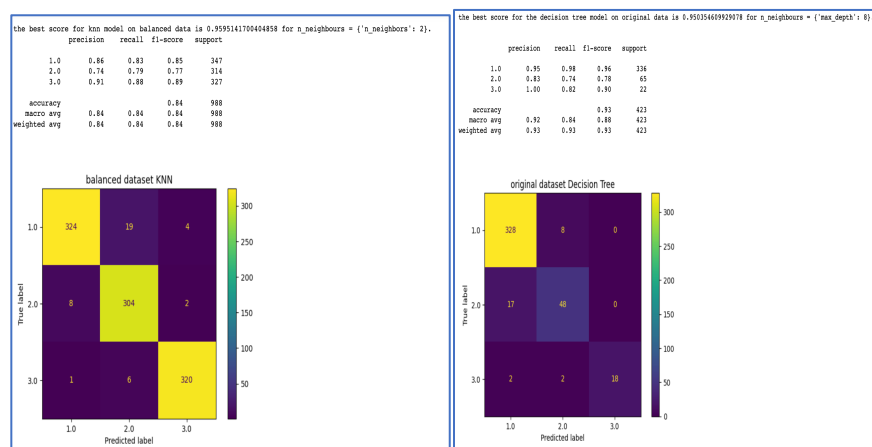 the best score for knn model on balanced data is 0.9595141700404858 for n_neighbours = {'n_neighbors': 2}.
precision recall f1-score support
1.0 0.86 0.83 0.85 347
2.0 0.74 0.79 0.77 314
3.0 0.91 0.88 0.89 327
accuracy 0.84 988
macro avg 0.84 0.84 0.84 988
weighted avg 0.84 0.84 0.84 988
balanced dataset KNN
1.0 324 19 4
2.0 8 304 2
3.0 1 6 320
1.0 2.0 3.0
True label
Predicted label
300
250
200
150
100
50
the best score for the decision tree model on original data is 0.950354609929078 for n_neighbours = {'max_depth': 8}
precision recall f1-score support
1.0 0.95 0.98 0.96 336
2.0 0.83 0.74 0.78 65
3.0 1.00 0.82 0.90 22
accuracy 0.93 423
macro avg 0.92 0.84 0.88 423
weighted avg 0.93 0.93 0.93 423
original dataset Decision Tree
1.0 328 8 0
2.0 17 48 0
3.0 2 2 18
1.0 2.0 3.0
True label
Predicted label
300
250
200
150
100
50
0